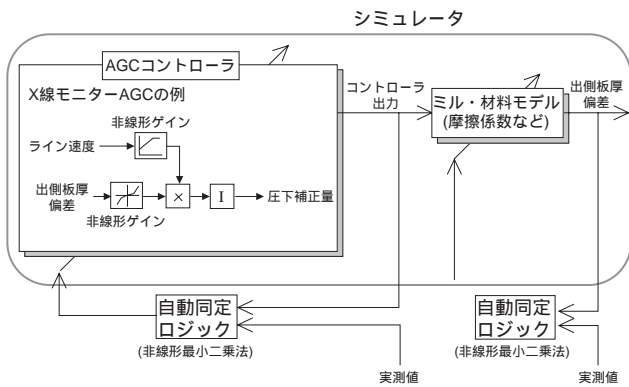 シミュレータ
AGCコントローラ
X線モニターAGCの例
非線形ゲイン
ライン速度
出側板厚
偏差
非線形ゲイン
×
I
圧下補正量
コントローラ
出力
ミル・材料モデル
(摩擦係数など)
出側板厚
偏差
自動同定
ロジック
(非線形最小二乗法)
実測値
自動同定
ロジック
(非線形最小二乗法)
実測値